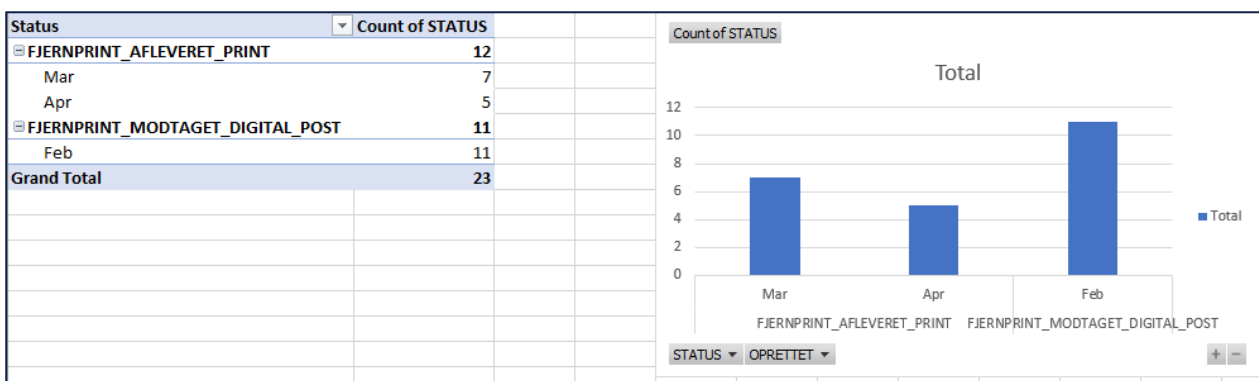 Status Count of STATUS
FJERNPRINT_AFLEVERET_PRINT 12
Mar 7
Apr 5
FJERNPRINT_MODTAGET_DIGITAL_POST 11
Feb 11
Grand Total 23
Count of STATUS
Total
12
10
8
6
4
2
0
Total
Mar Apr Feb
FJERNPRINT_AFLEVERET_PRINT FJERNPRINT_MODTAGET_DIGITAL_POST
STATUS OPRETTET + −